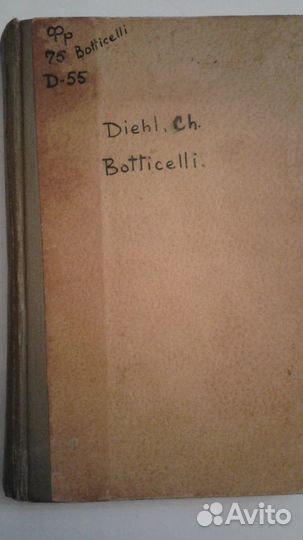 Фр
75 Botticelli
D-55
Diehl, Ch.
Botticelli.
Avito